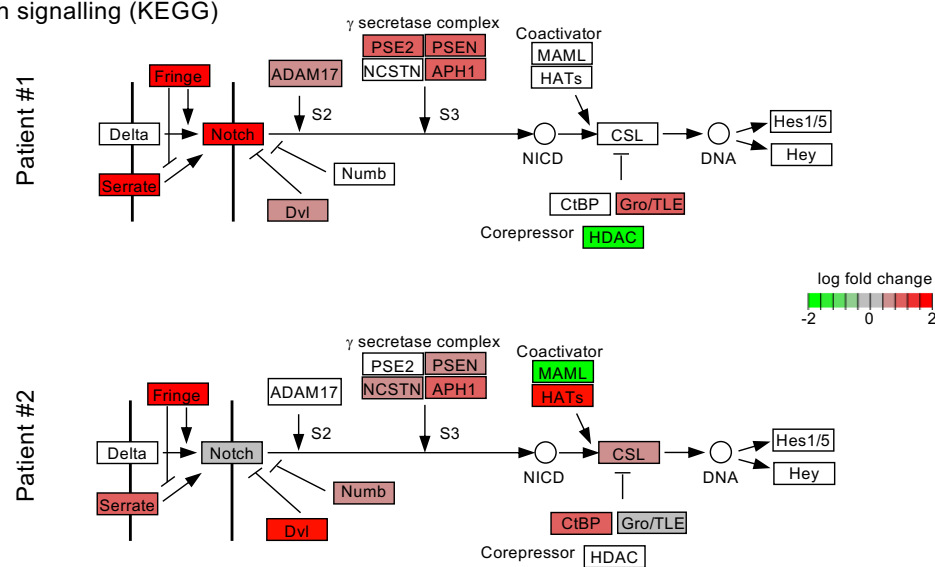 signalling (KEGG)
Patient #1
γ secretase complex
PSE2 PSEN
NCSTN APH1
Coactivator
MAML
HATs
Fringe
ADAM17
S2
S3
Delta
Notch
NICD
CSL
DNA
Hes1/5
Hey
Serrate
Numb
Dvl
CtBP Gro/TLE
Corepressor HDAC
log fold change
-2 0 2
Patient #2
γ secretase complex
PSE2 PSEN
NCSTN APH1
Coactivator
MAML
HATs
Fringe
ADAM17
S2
S3
Delta
Notch
NICD
CSL
DNA
Hes1/5
Hey
Serrate
Numb
Dvl
CtBP Gro/TLE
Corepressor HDAC